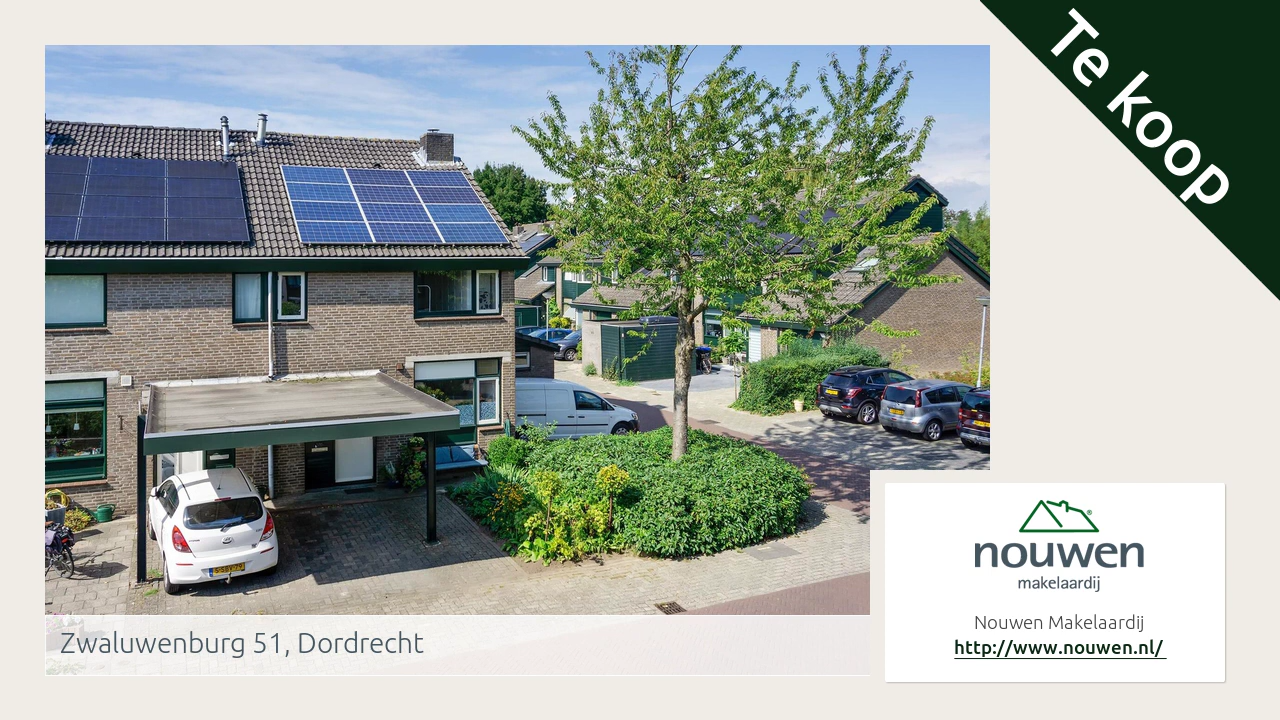 Te koop
Zwaluwenburg 51, Dordrecht
nouwen®
makelaardij
Nouwen Makelaardij
http://www.nouwen.nl/